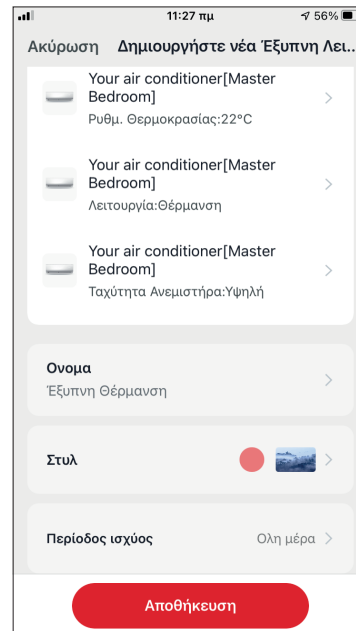 11:27 πμ
56%
Ακύρωση Δημιουργήστε νέα Έξυπνη Λει..
Your air conditioner[Master
Bedroom]
Ρυθμ. Θερμοκρασίας:22°C
Your air conditioner[Master
Bedroom]
Λειτουργία:Θέρμανση
Your air conditioner[Master
Bedroom]
Ταχύτητα Ανεμιστήρα:Υψηλή
Ονομα
Έξυπνη Θέρμανση
Στυλ
Περίοδος ισχύος Ολη μέρα
Αποθήκευση